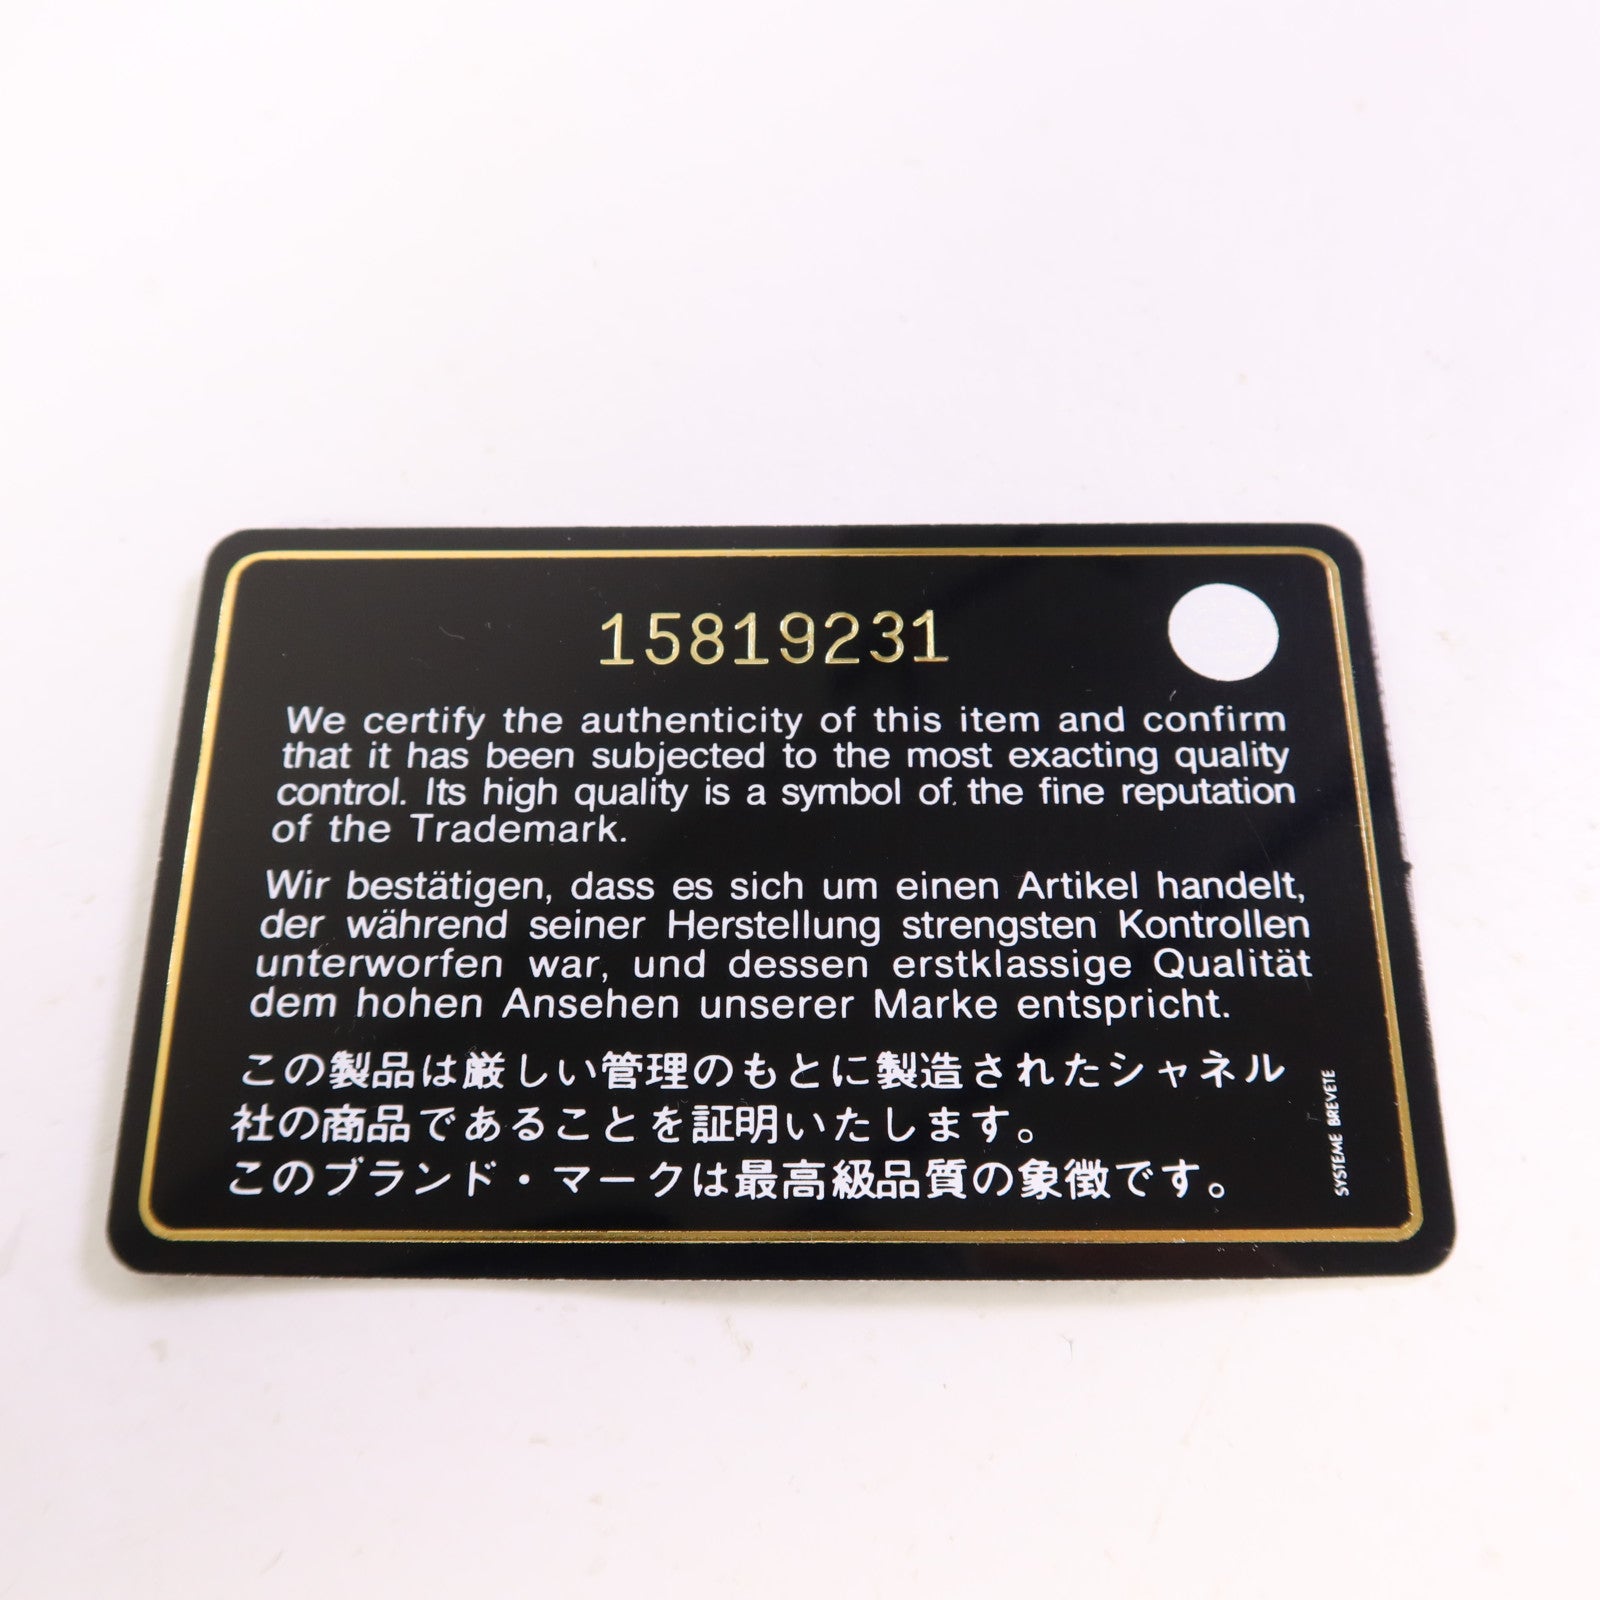 15819231
We certify the authenticity of this item and confirm
that it has been subjected to the most exacting quality
control. Its high quality is a symbol of. the fine reputation
of the Trademark.
Wir bestätigen, dass es sich um einen Artikel handelt,
der während seiner Herstellung strengsten Kontrollen
unterworfen war, und dessen erstklassige Qualität
dem hohen Ansehen unserer Marke entspricht.
この製品は厳しい管理のもとに製造されたシャネル
社の商品であることを証明いたします。
このブランド・マークは最高級品質の象徴です。
SYSTEME BREVETE